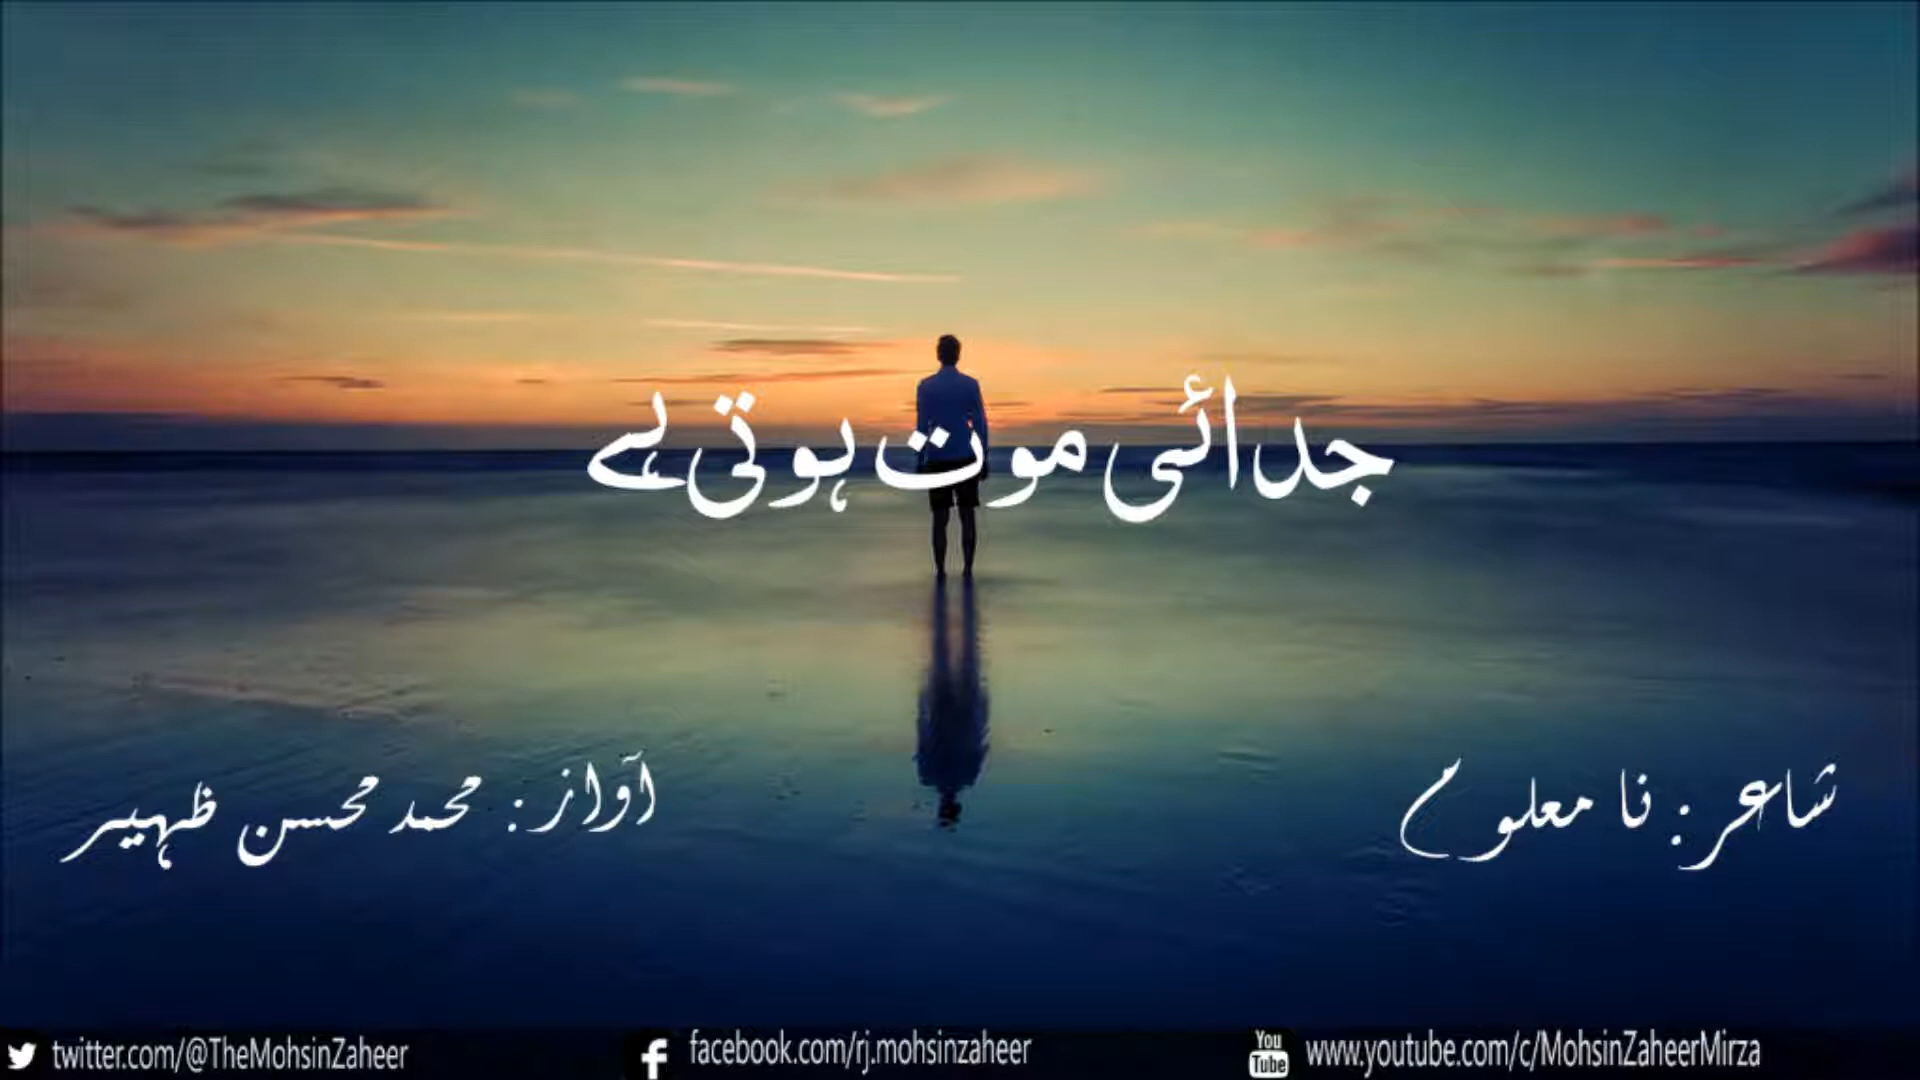 جدائی موت ہوتی ہے
شاعر: نا معلوم
آواز: محمد محسن ظہیر
twitter.com/@TheMohsinZaheer
facebook.com/rj.mohsinzaheer
You Tube www.youtube.com/c/MohsinZaheerMirza